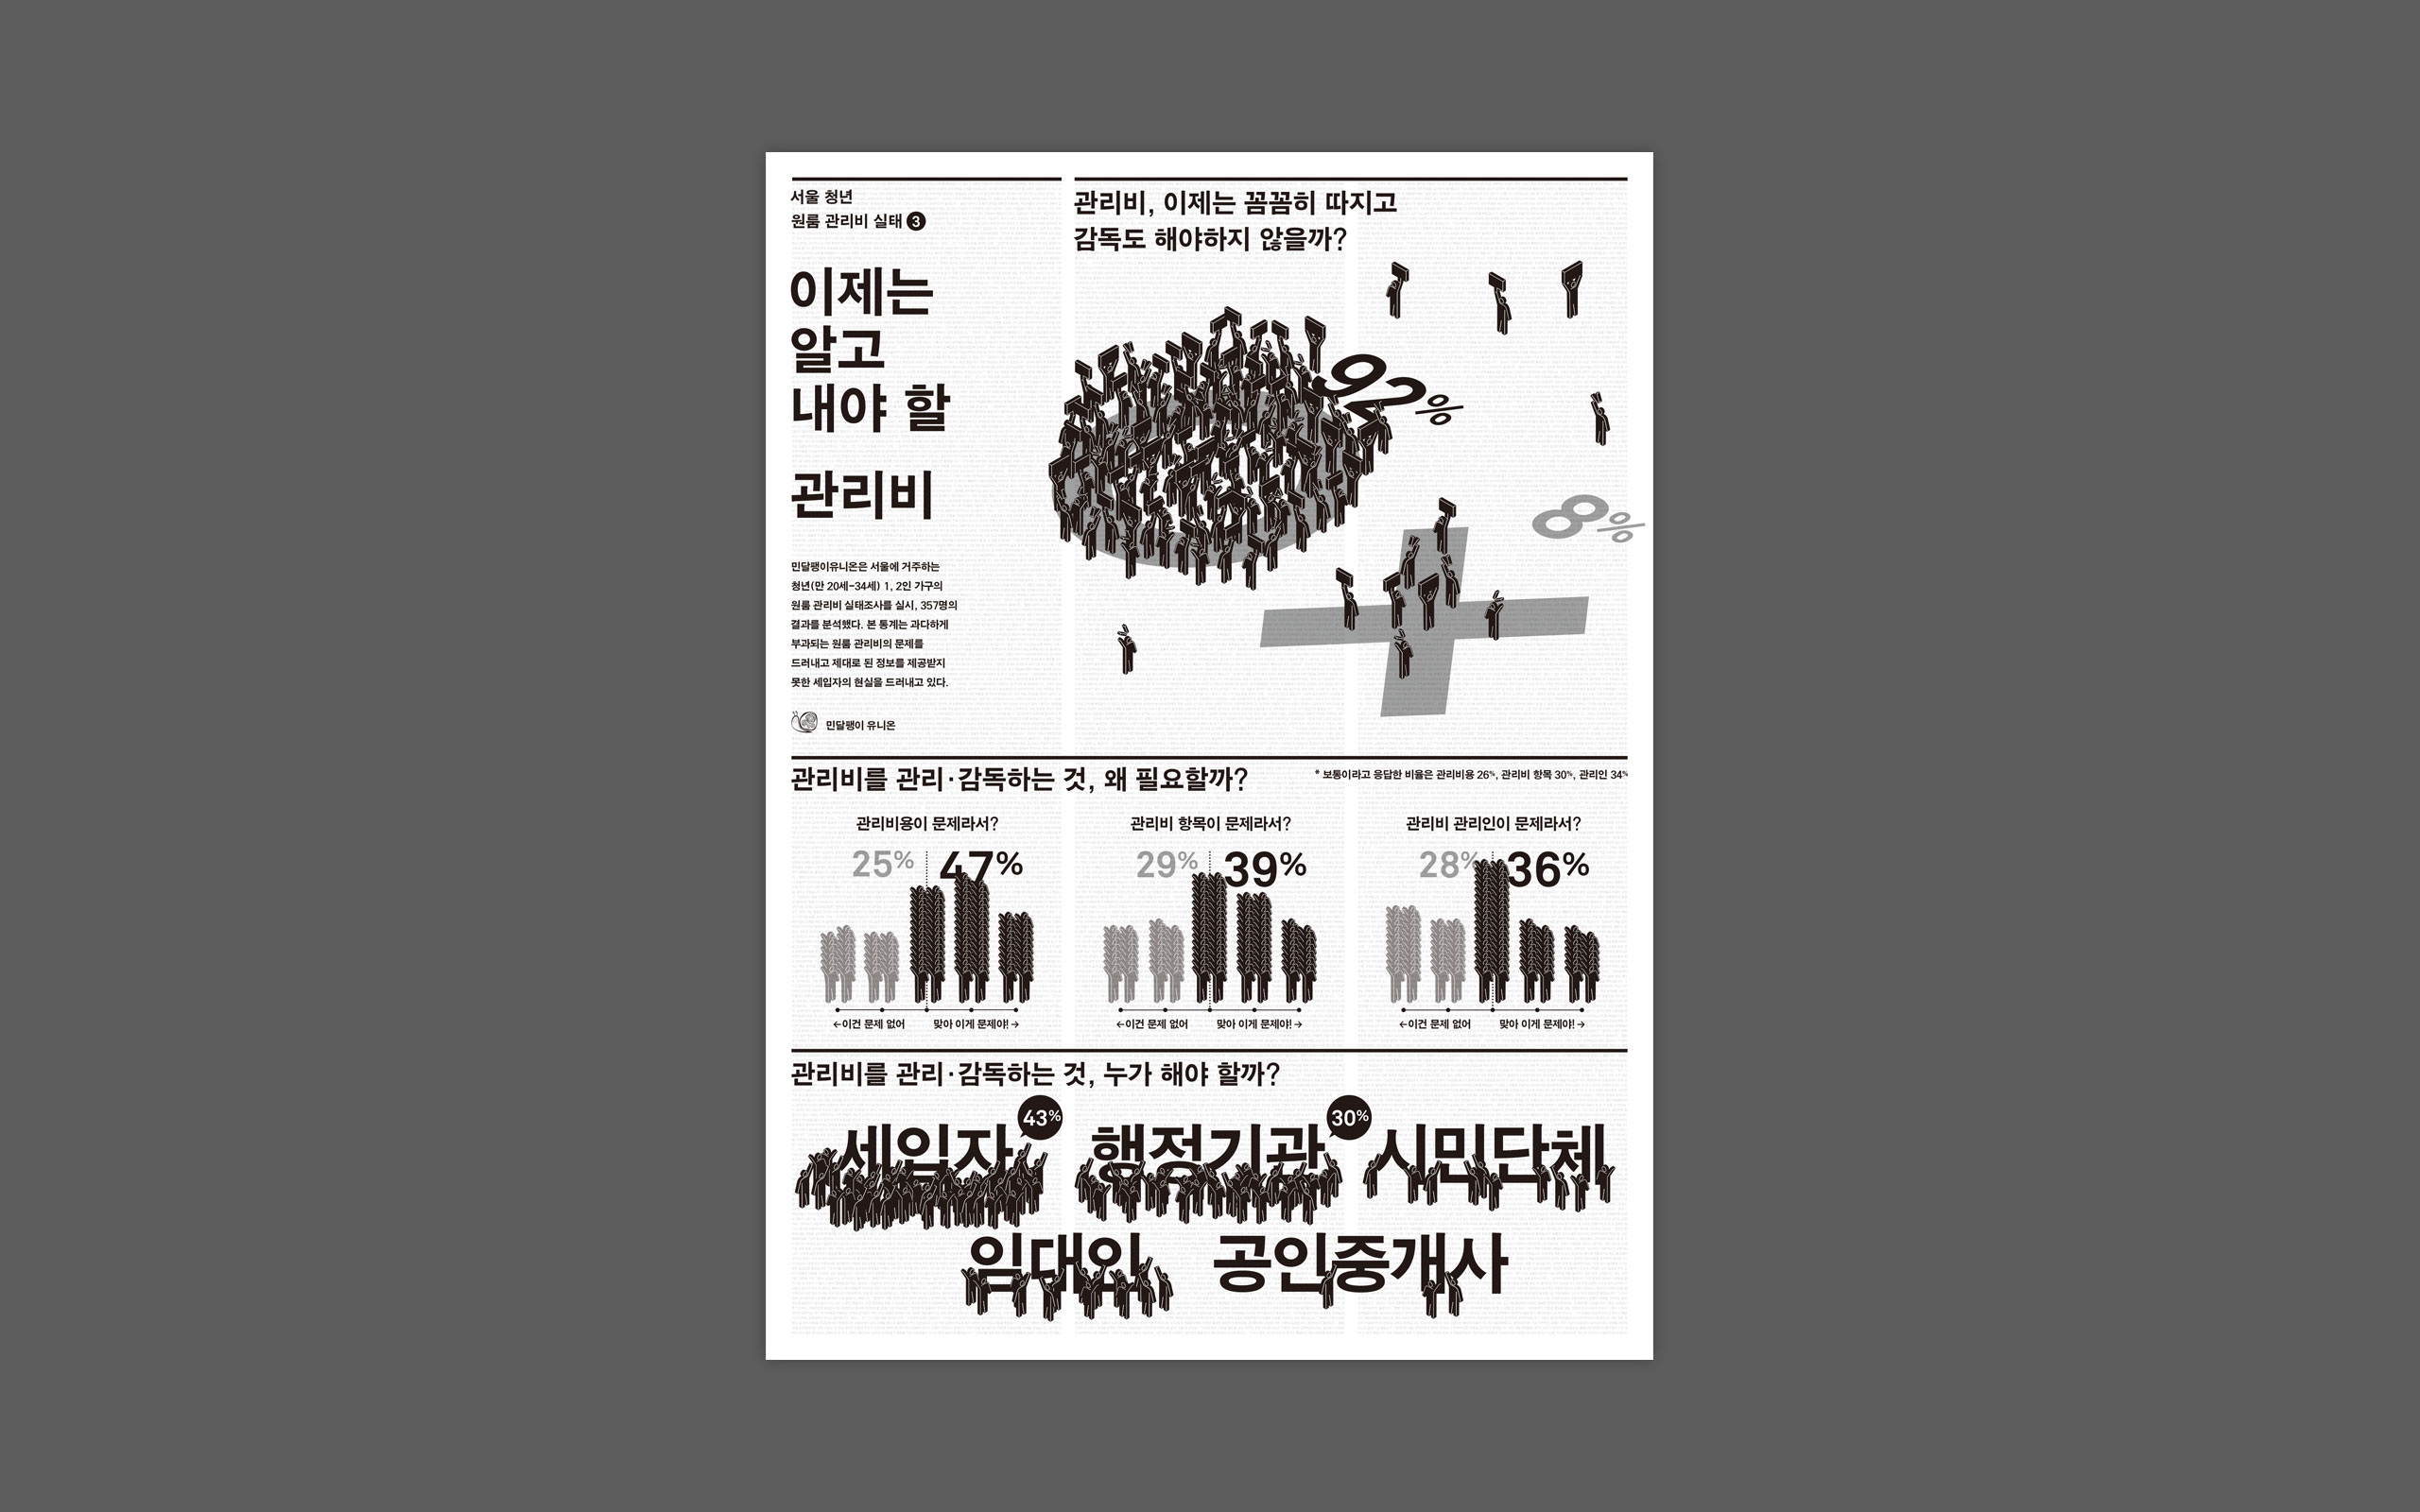 서울 청년
원룸 관리비 실태 3
이제는
알고
내야 할
관리비
민달팽이유니온은 서울에 거주하는
청년(만 20세-34세) 1, 2인 가구의
원룸 관리비 실태조사를 실시, 357명의
결과를 분석했다. 본 통계는 과다하게
부과되는 원룸 관리비의 문제를
드러내고 제대로 된 정보를 제공받지
못한 세입자의 현실을 드러내고 있다.
민달팽이 유니온
관리비, 이제는 꼼꼼히 따지고
감독도 해야하지 않을까?
92%
8%
관리비를 관리·감독하는 것, 왜 필요할까?
* 보통이라고 응답한 비율은 관리비용 26%, 관리비 항목 30%, 관리인 34%
관리비용이 문제라서?
25% 47%
←이건 문제 없어 맞아 이게 문제야!→
관리비 항목이 문제라서?
29% 39%
←이건 문제 없어 맞아 이게 문제야!→
관리비 관리인이 문제라서?
28% 36%
←이건 문제 없어 맞아 이게 문제야!→
관리비를 관리·감독하는 것, 누가 해야 할까?
세입자 43%
행정기관 30%
시민단체
임대인
공인중개사